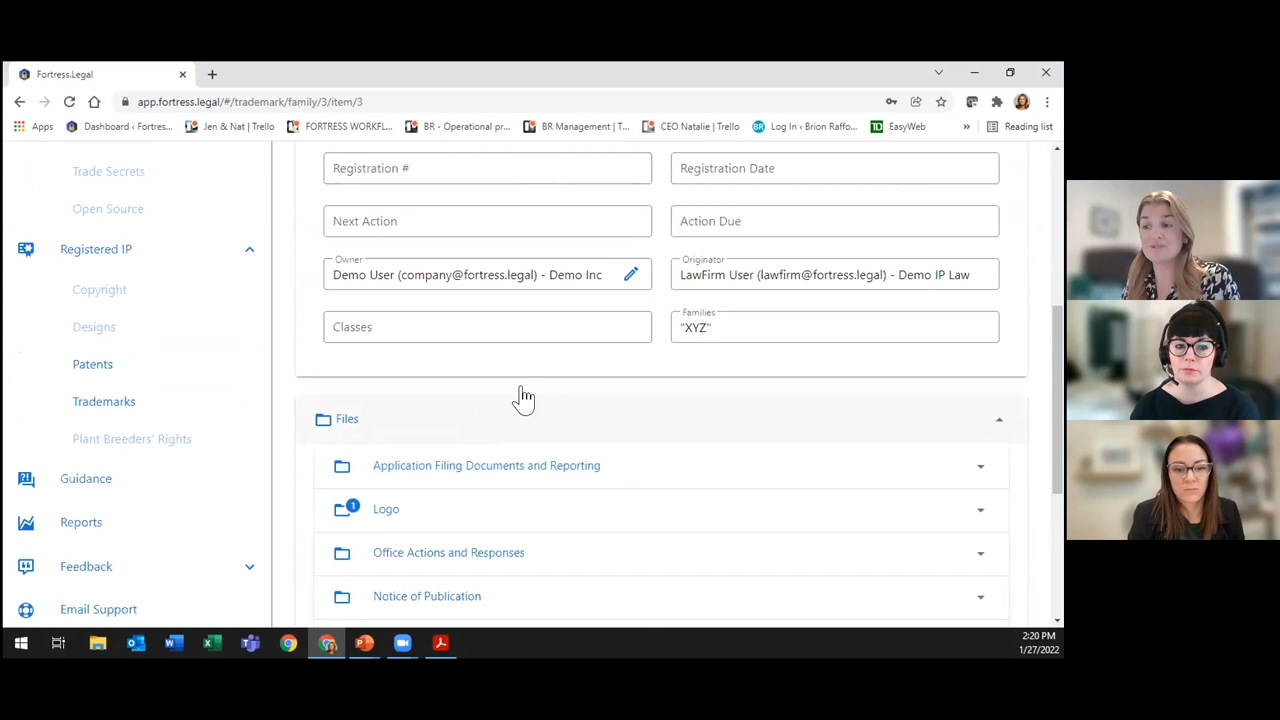 Fortress.Legal
app.fortress.legal/#/trademark/family/3/item/3
Apps Dashboard ‹ Fortres... Jen & Nat | Trello FORTRESS WORKFL... BR - Operational pr... BR Management | T... CEO Natalie | Trello BR Log In ‹ Brion Raffo... TD EasyWeb » Reading list
Trade Secrets
Open Source
Registered IP
Copyright
Designs
Patents
Trademarks
Plant Breeders' Rights
Guidance
Reports
Feedback
Email Support
Registration # Registration Date
Next Action Action Due
Owner Originator
Demo User (company@fortress.legal) - Demo Inc LawFirm User (lawfirm@fortress.legal) - Demo IP Law
Classes Families
"XYZ"
Files
Application Filing Documents and Reporting
1 Logo
Office Actions and Responses
Notice of Publication
2:20 PM
1/27/2022